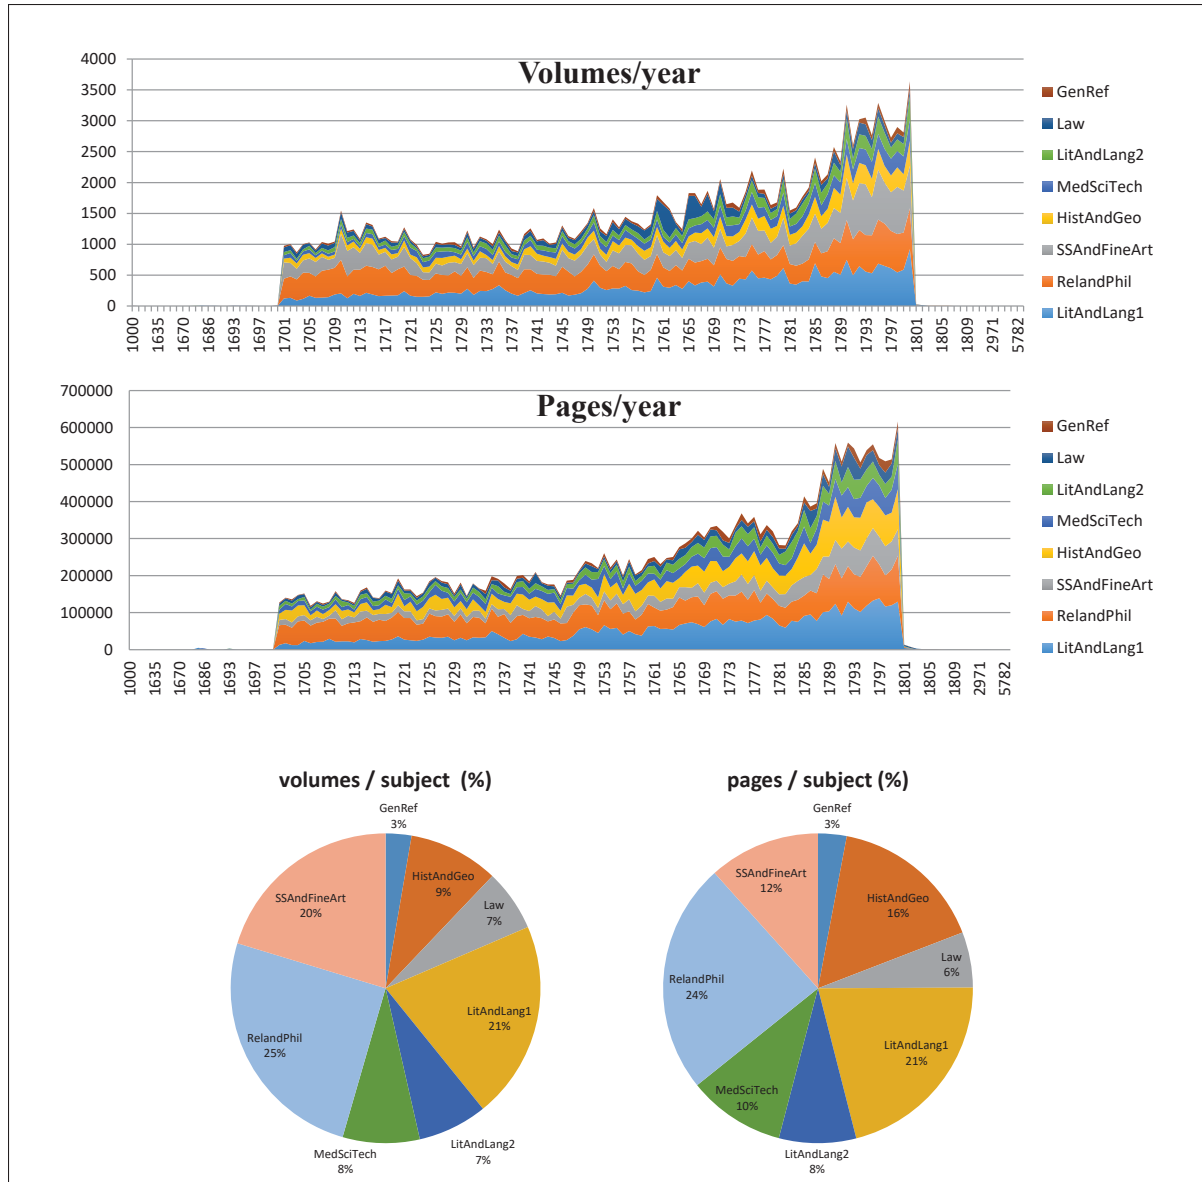 Volumes/year
4000
3500
3000
2500
2000
1500
1000
500
0
1000 1635 1670 1686 1693 1697 1701 1705 1709 1713 1717 1721 1725 1729 1733 1737 1741 1745 1749 1753 1757 1761 1765 1769 1773 1777 1781 1785 1789 1793 1797 1801 1805 1809 2971 5782
GenRef
Law
LitAndLang2
MedSciTech
HistAndGeo
SSAndFineArt
RelandPhil
LitAndLang1
Pages/year
700000
600000
500000
400000
300000
200000
100000
0
1000 1635 1670 1686 1693 1697 1701 1705 1709 1713 1717 1721 1725 1729 1733 1737 1741 1745 1749 1753 1757 1761 1765 1769 1773 1777 1781 1785 1789 1793 1797 1801 1805 1809 2971 5782
GenRef
Law
LitAndLang2
MedSciTech
HistAndGeo
SSAndFineArt
RelandPhil
LitAndLang1
volumes / subject (%)
GenRef
3%
HistAndGeo
9%
Law
7%
LitAndLang1
21%
LitAndLang2
7%
MedSciTech
8%
RelandPhil
25%
SSAndFineArt
20%
pages / subject (%)
GenRef
3%
HistAndGeo
16%
Law
6%
LitAndLang1
21%
LitAndLang2
8%
MedSciTech
10%
RelandPhil
24%
SSAndFineArt
12%